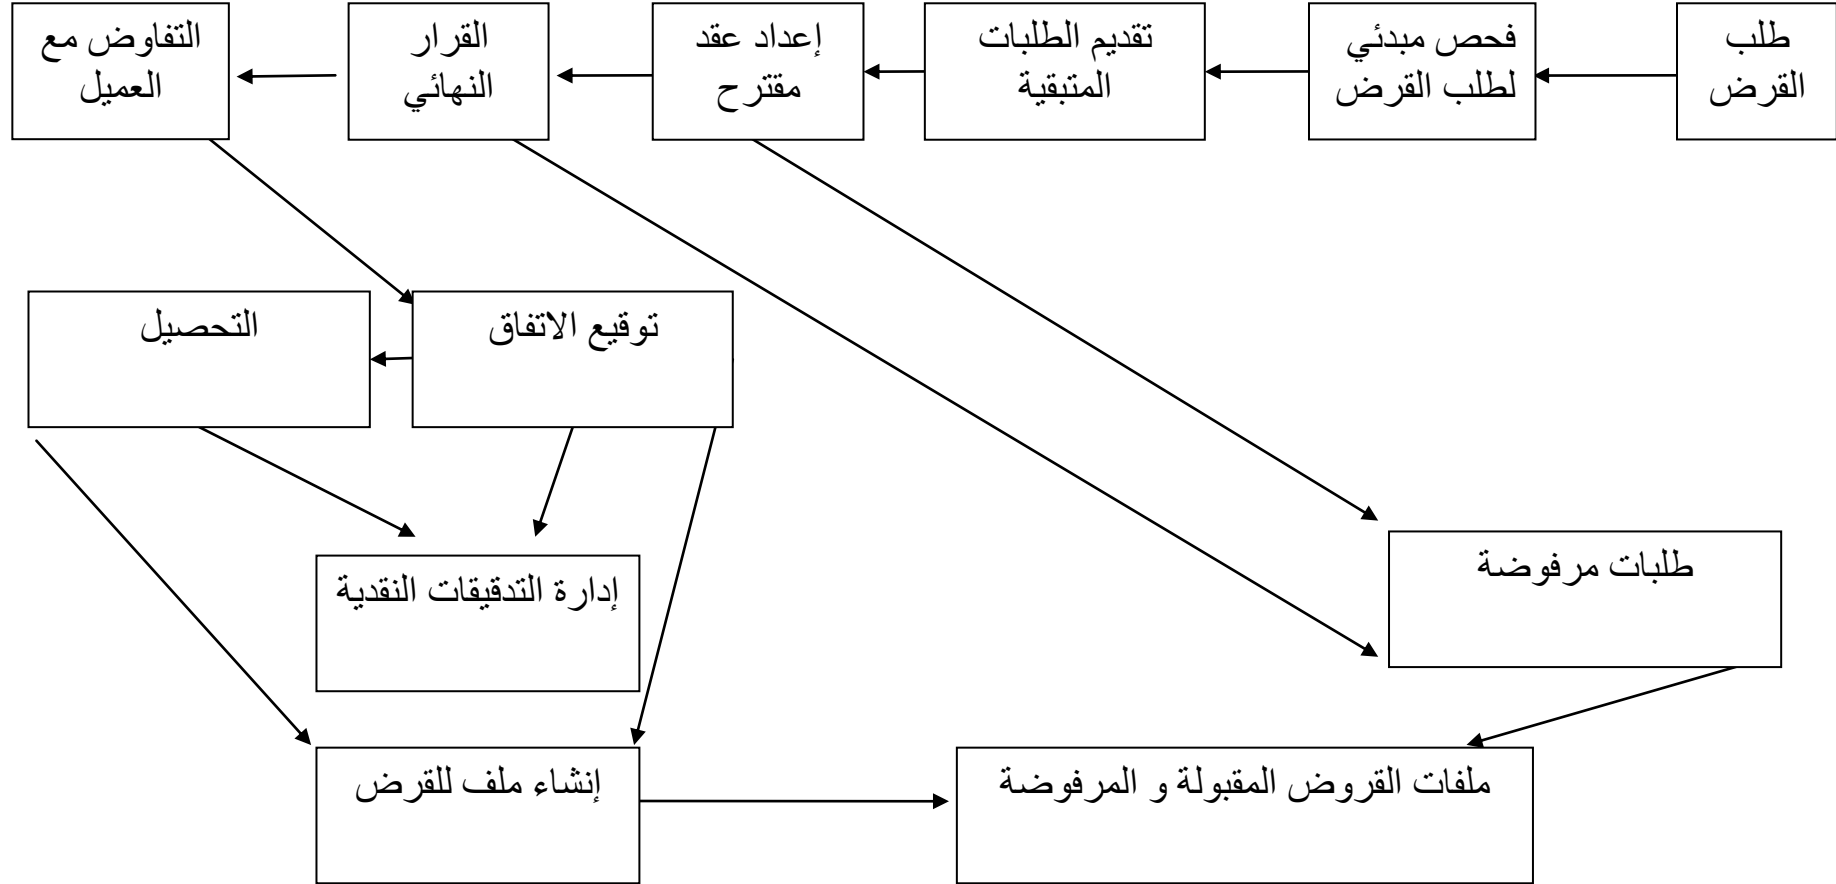 طلب
القرض
فحص مبدئي
لطلب القرض
تقديم الطلبات
المتبقية
إعداد عقد
مقترح
القرار
النهائي
التفاوض مع
العميل
توقيع الاتفاق
التحصيل
طلبات مرفوضة
إدارة التدقيقات النقدية
إنشاء ملف للقرض
ملفات القروض المقبولة و المرفوضة